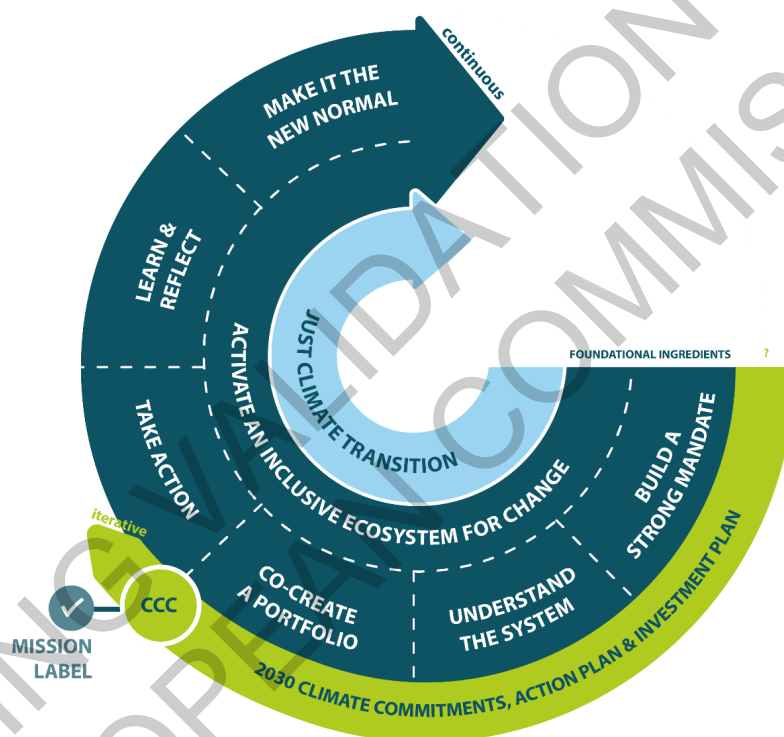 continuous
MAKE IT THE
NEW NORMAL
LEARN &
REFLECT
TAKE ACTION
CO-CREATE
A PORTFOLIO
UNDERSTAND
THE SYSTEM
BUILD A
STRONG MANDATE
FOUNDATIONAL INGREDIENTS
?
JUST CLIMATE TRANSITION
ACTIVATE AN INCLUSIVE ECOSYSTEM FOR CHANGE
iterative
CCC
MISSION
LABEL
2030 CLIMATE COMMITMENTS, ACTION PLAN & INVESTMENT PLAN
VALIDATION